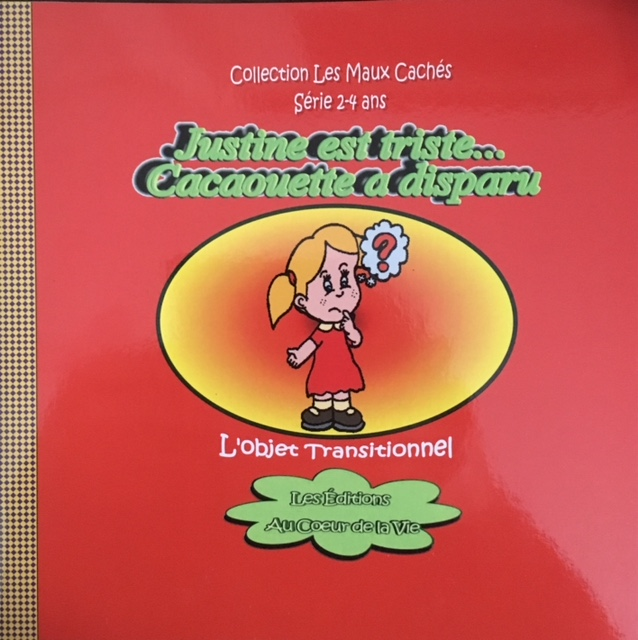 Collection Les Maux Cachés
Série 2-4 ans
Justine est triste...
Cacaouette a disparu
?
L'objet Transitionnel
Les Éditions
Au Coeur de la Vie